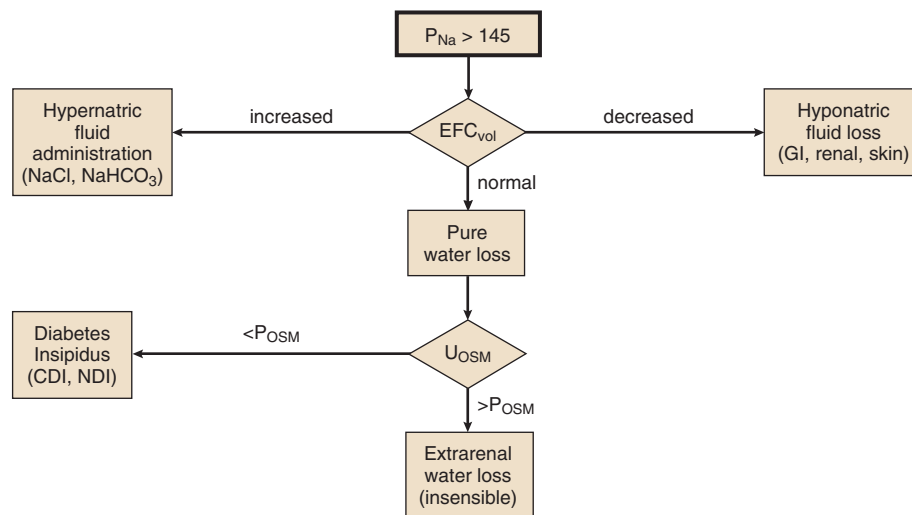 P_Na > 145
increased
EFC_vol
decreased
Hypernatric
fluid
administration
(NaCl, NaHCO_3)
Hyponatric
fluid loss
(GI, renal, skin)
normal
Pure
water loss
<P_OSM
U_OSM
Diabetes
Insipidus
(CDI, NDI)
>P_OSM
Extrarenal
water loss
(insensible)